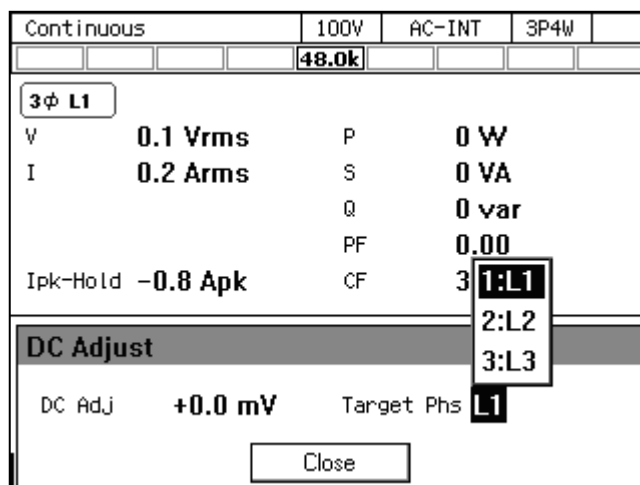 Continuous 100V AC-INT 3P4W
48.0k
3ϕ L1
V 0.1 Vrms P 0 W
I 0.2 Arms S 0 VA
Q 0 var
PF 0.00
Ipk-Hold -0.8 Apk CF 3
1:L1
2:L2
3:L3
DC Adjust
DC Adj +0.0 mV Target Phs L1
Close